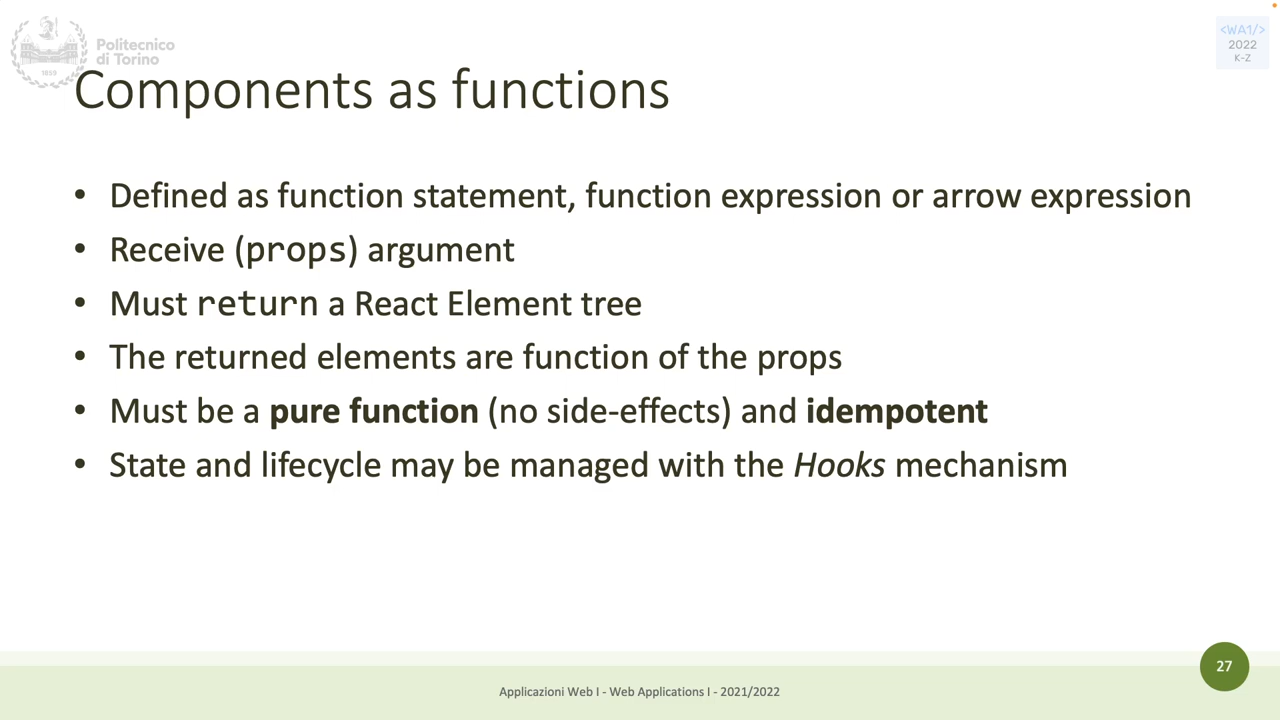 Politecnico
di Torino
1859
<WA1/>
2022
K-Z
Components as functions
• Defined as function statement, function expression or arrow expression
• Receive (props) argument
• Must return a React Element tree
• The returned elements are function of the props
• Must be a pure function (no side-effects) and idempotent
• State and lifecycle may be managed with the Hooks mechanism
27
Applicazioni Web I - Web Applications I - 2021/2022